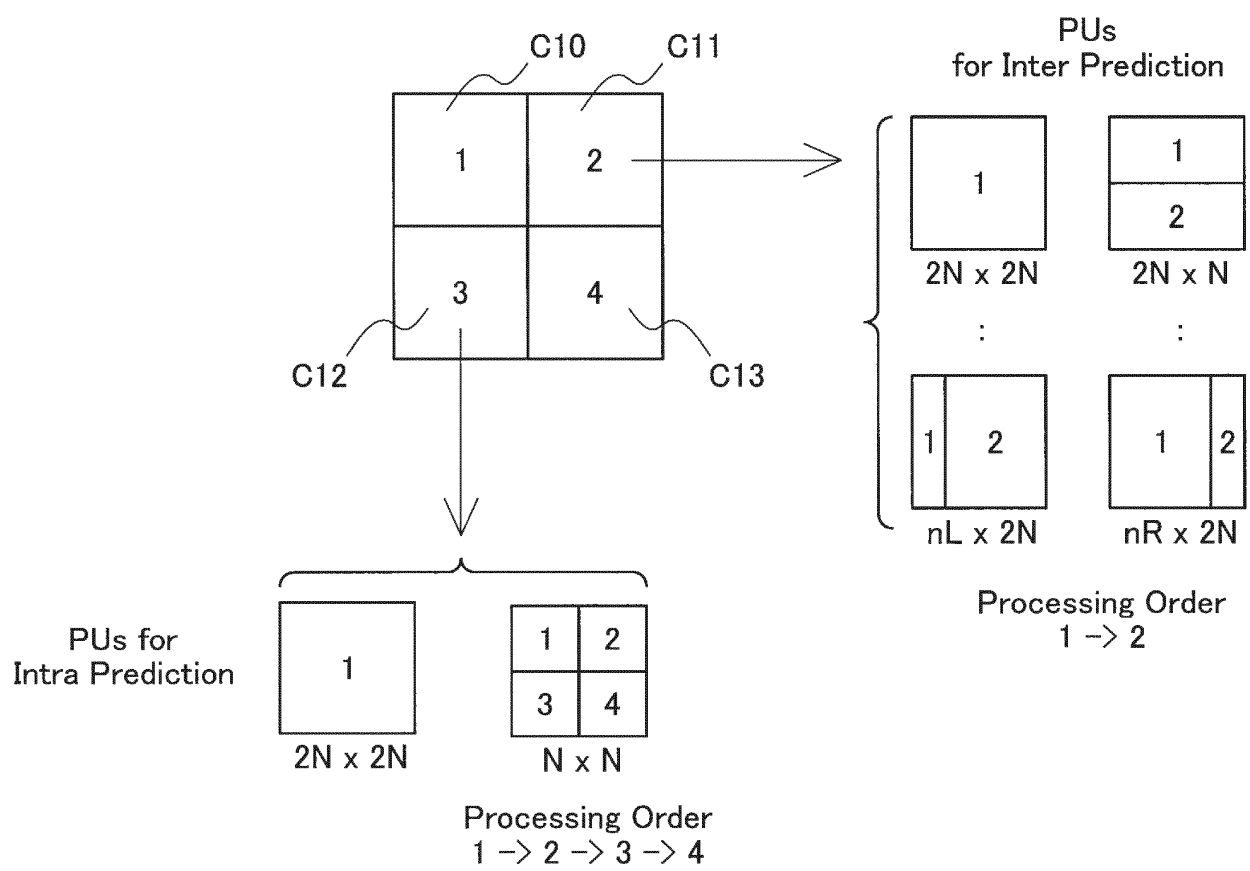 C10
C11
1
2
3
4
C12
C13
PUs
for Inter Prediction
1
2N x 2N
1
2
2N x N
:
:
1
2
nL x 2N
1
2
nR x 2N
Processing Order
1 -> 2
PUs for
Intra Prediction
1
2N x 2N
1
2
3
4
N x N
Processing Order
1 -> 2 -> 3 -> 4